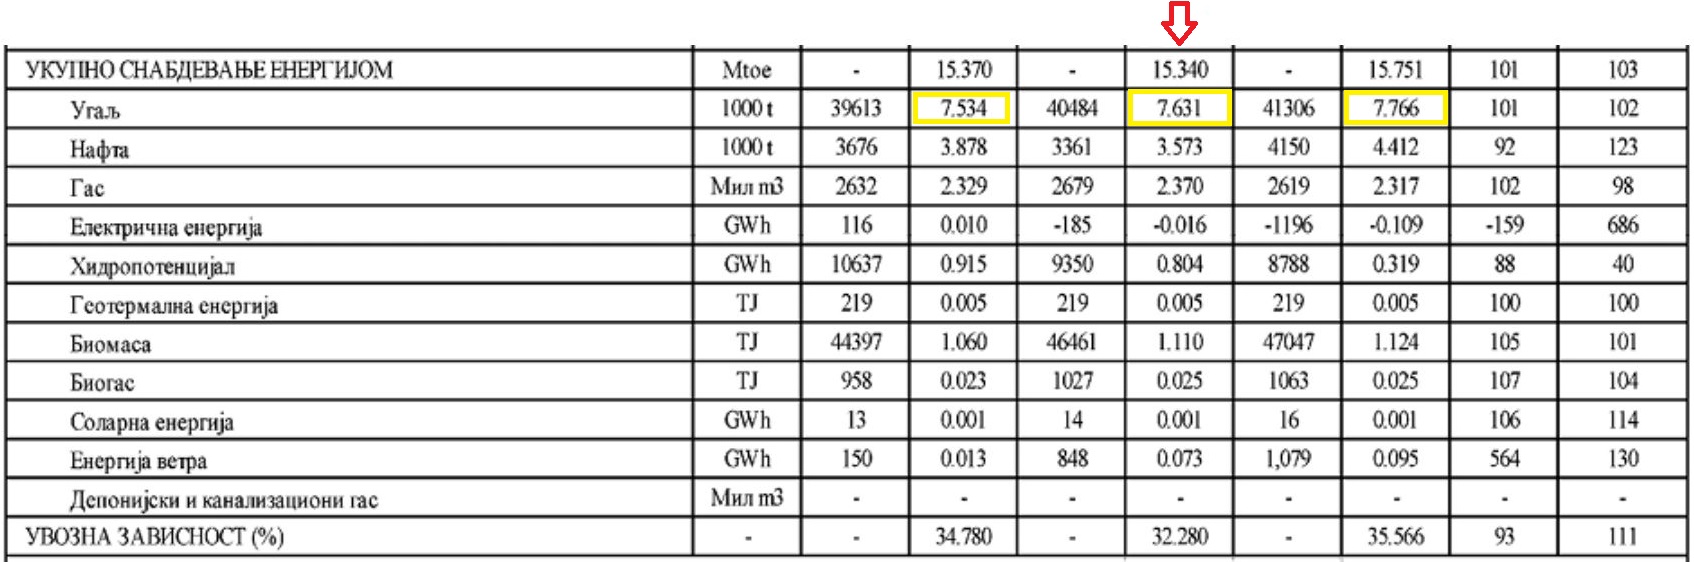 УКУПНО СНАБДЕВАЊЕ ЕНЕРГИЈОМ Mtoe - 15.370 - 15.340 - 15.751 101 103
Угаљ 1000 t 39613 7.534 40484 7.631 41306 7.766 101 102
Нафта 1000 t 3676 3.878 3361 3.573 4150 4.412 92 123
Гас Мил m3 2632 2.329 2679 2.370 2619 2.317 102 98
Електрична енергија GWh 116 0.010 -185 -0.016 -1196 -0.109 -159 686
Хидропотенцијал GWh 10637 0.915 9350 0.804 8788 0.319 88 40
Геотермална енергија TJ 219 0.005 219 0.005 219 0.005 100 100
Биомаса TJ 44397 1.060 46461 1.110 47047 1.124 105 101
Биогас TJ 958 0.023 1027 0.025 1063 0.025 107 104
Соларна енергија GWh 13 0.001 14 0.001 16 0.001 106 114
Енергија ветра GWh 150 0.013 848 0.073 1,079 0.095 564 130
Депонијски и канализациони гас Мил m3 - - - - - - - -
УВОЗНА ЗАВИСНОСТ (%) - - 34.780 - 32.280 - 35.566 93 111